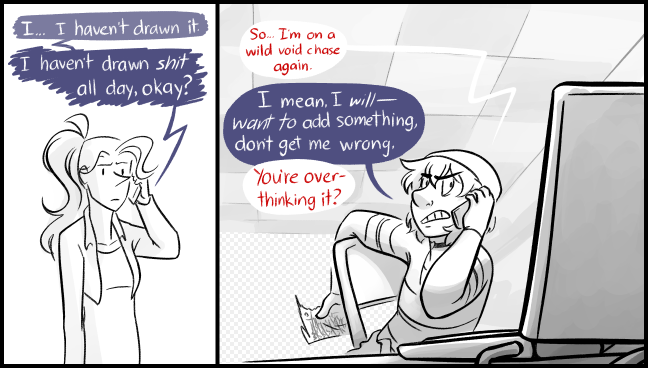 I... I haven't drawn it.
I haven't drawn shit
all day, okay?
So... I'm on a
wild void chase
again.
I mean, I will—
want to add something,
don't get me wrong.
You're over-
thinking it?